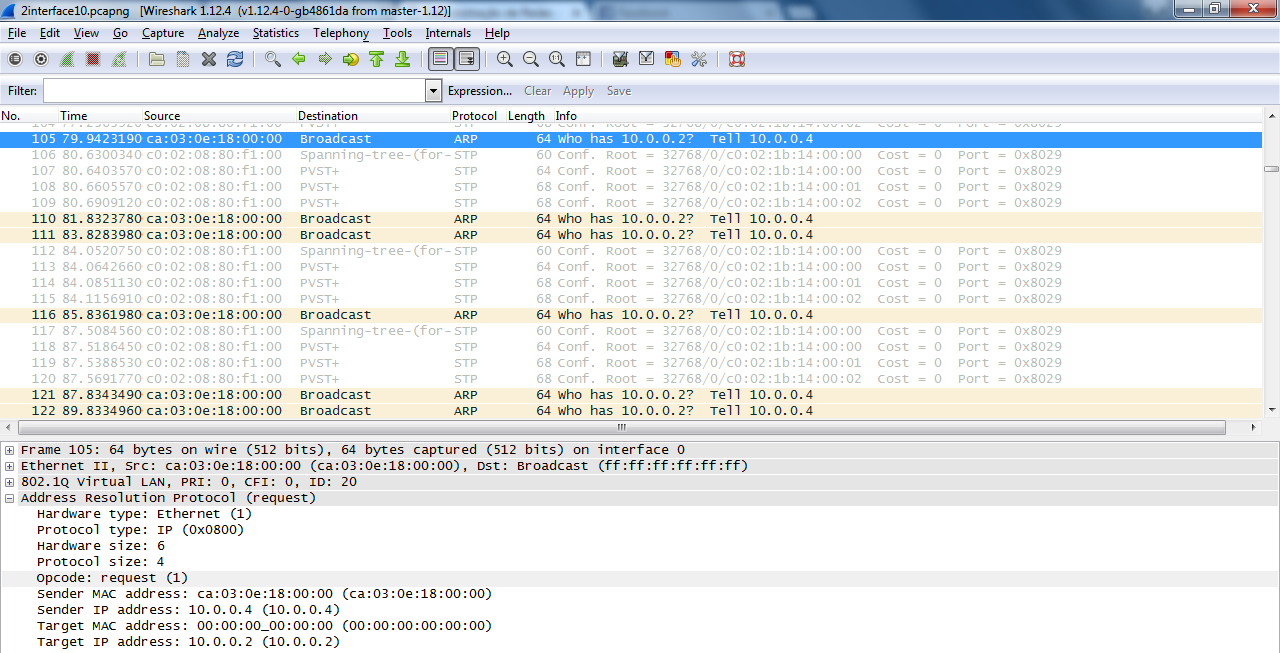 2interface10.pcapng [Wireshark 1.12.4 (v1.12.4-0-gb4861da from master-1.12)]
File Edit View Go Capture Analyze Statistics Telephony Tools Internals Help
Filter: Expression... Clear Apply Save
No. Time Source Destination Protocol Length Info
105 79.9423190 ca:03:0e:18:00:00 Broadcast ARP 64 Who has 10.0.0.2? Tell 10.0.0.4
106 80.6300340 c0:02:08:80:f1:00 Spanning-tree-(for- STP 60 Conf. Root = 32768/0/c0:02:1b:14:00:00 Cost = 0 Port = 0x8029
107 80.6403570 c0:02:08:80:f1:00 PVST+ STP 64 Conf. Root = 32768/0/c0:02:1b:14:00:00 Cost = 0 Port = 0x8029
108 80.6605570 c0:02:08:80:f1:00 PVST+ STP 68 Conf. Root = 32768/0/c0:02:1b:14:00:01 Cost = 0 Port = 0x8029
109 80.6909120 c0:02:08:80:f1:00 PVST+ STP 68 Conf. Root = 32768/0/c0:02:1b:14:00:02 Cost = 0 Port = 0x8029
110 81.8323780 ca:03:0e:18:00:00 Broadcast ARP 64 Who has 10.0.0.2? Tell 10.0.0.4
111 83.8283980 ca:03:0e:18:00:00 Broadcast ARP 64 Who has 10.0.0.2? Tell 10.0.0.4
112 84.0520750 c0:02:08:80:f1:00 Spanning-tree-(for- STP 60 Conf. Root = 32768/0/c0:02:1b:14:00:00 Cost = 0 Port = 0x8029
113 84.0642660 c0:02:08:80:f1:00 PVST+ STP 64 Conf. Root = 32768/0/c0:02:1b:14:00:00 Cost = 0 Port = 0x8029
114 84.0851130 c0:02:08:80:f1:00 PVST+ STP 68 Conf. Root = 32768/0/c0:02:1b:14:00:01 Cost = 0 Port = 0x8029
115 84.1156910 c0:02:08:80:f1:00 PVST+ STP 68 Conf. Root = 32768/0/c0:02:1b:14:00:02 Cost = 0 Port = 0x8029
116 85.8361980 ca:03:0e:18:00:00 Broadcast ARP 64 Who has 10.0.0.2? Tell 10.0.0.4
117 87.5084560 c0:02:08:80:f1:00 Spanning-tree-(for- STP 60 Conf. Root = 32768/0/c0:02:1b:14:00:00 Cost = 0 Port = 0x8029
118 87.5186450 c0:02:08:80:f1:00 PVST+ STP 64 Conf. Root = 32768/0/c0:02:1b:14:00:00 Cost = 0 Port = 0x8029
119 87.5388530 c0:02:08:80:f1:00 PVST+ STP 68 Conf. Root = 32768/0/c0:02:1b:14:00:01 Cost = 0 Port = 0x8029
120 87.5691770 c0:02:08:80:f1:00 PVST+ STP 68 Conf. Root = 32768/0/c0:02:1b:14:00:02 Cost = 0 Port = 0x8029
121 87.8343490 ca:03:0e:18:00:00 Broadcast ARP 64 Who has 10.0.0.2? Tell 10.0.0.4
122 89.8334960 ca:03:0e:18:00:00 Broadcast ARP 64 Who has 10.0.0.2? Tell 10.0.0.4
Frame 105: 64 bytes on wire (512 bits), 64 bytes captured (512 bits) on interface 0
Ethernet II, Src: ca:03:0e:18:00:00 (ca:03:0e:18:00:00), Dst: Broadcast (ff:ff:ff:ff:ff:ff)
802.1Q Virtual LAN, PRI: 0, CFI: 0, ID: 20
Address Resolution Protocol (request)
Hardware type: Ethernet (1)
Protocol type: IP (0x0800)
Hardware size: 6
Protocol size: 4
Opcode: request (1)
Sender MAC address: ca:03:0e:18:00:00 (ca:03:0e:18:00:00)
Sender IP address: 10.0.0.4 (10.0.0.4)
Target MAC address: 00:00:00_00:00:00 (00:00:00:00:00:00)
Target IP address: 10.0.0.2 (10.0.0.2)